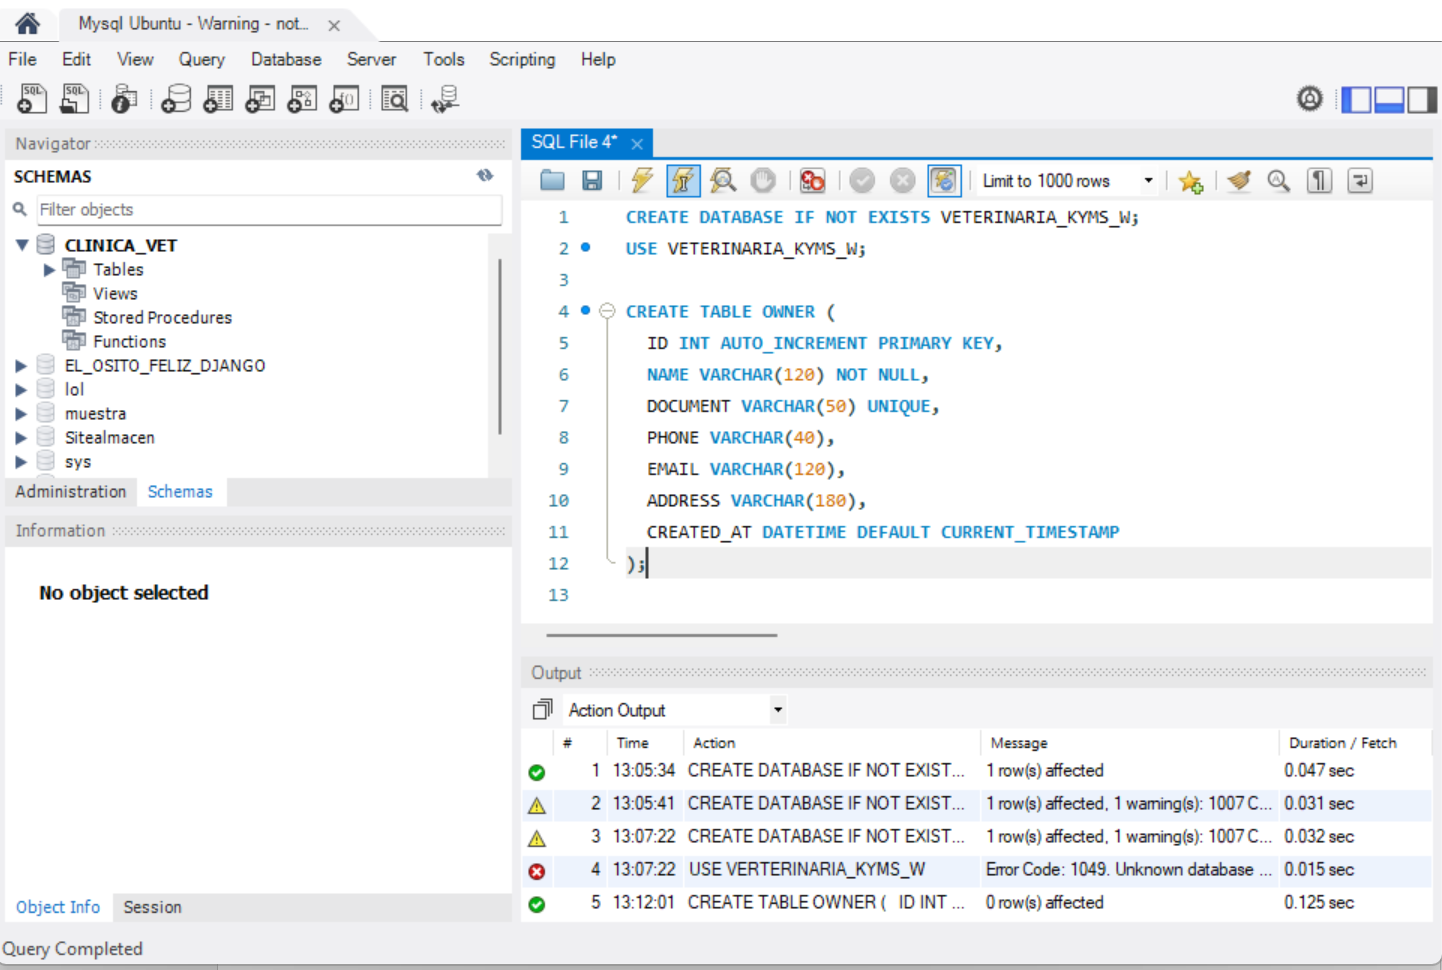 Mysql Ubuntu - Warning - not...
File Edit View Query Database Server Tools Scripting Help
Navigator
SCHEMAS
Filter objects
CLINICA_VET
Tables
Views
Stored Procedures
Functions
EL_OSITO_FELIZ_DJANGO
lol
muestra
Sitealmacen
sys
Administration Schemas
Information
No object selected
Object Info Session
SQL File 4*
Limit to 1000 rows
1 CREATE DATABASE IF NOT EXISTS VETERINARIA_KYMS_W;
2 USE VETERINARIA_KYMS_W;
3
4 CREATE TABLE OWNER (
5 ID INT AUTO_INCREMENT PRIMARY KEY,
6 NAME VARCHAR(120) NOT NULL,
7 DOCUMENT VARCHAR(50) UNIQUE,
8 PHONE VARCHAR(40),
9 EMAIL VARCHAR(120),
10 ADDRESS VARCHAR(180),
11 CREATED_AT DATETIME DEFAULT CURRENT_TIMESTAMP
12 );
13
Output
Action Output
# Time Action Message Duration / Fetch
1 13:05:34 CREATE DATABASE IF NOT EXIST... 1 row(s) affected 0.047 sec
2 13:05:41 CREATE DATABASE IF NOT EXIST... 1 row(s) affected, 1 warning(s): 1007 C... 0.031 sec
3 13:07:22 CREATE DATABASE IF NOT EXIST... 1 row(s) affected, 1 warning(s): 1007 C... 0.032 sec
4 13:07:22 USE VERTERINARIA_KYMS_W Error Code: 1049. Unknown database ... 0.015 sec
5 13:12:01 CREATE TABLE OWNER ( ID INT ... 0 row(s) affected 0.125 sec
Query Completed